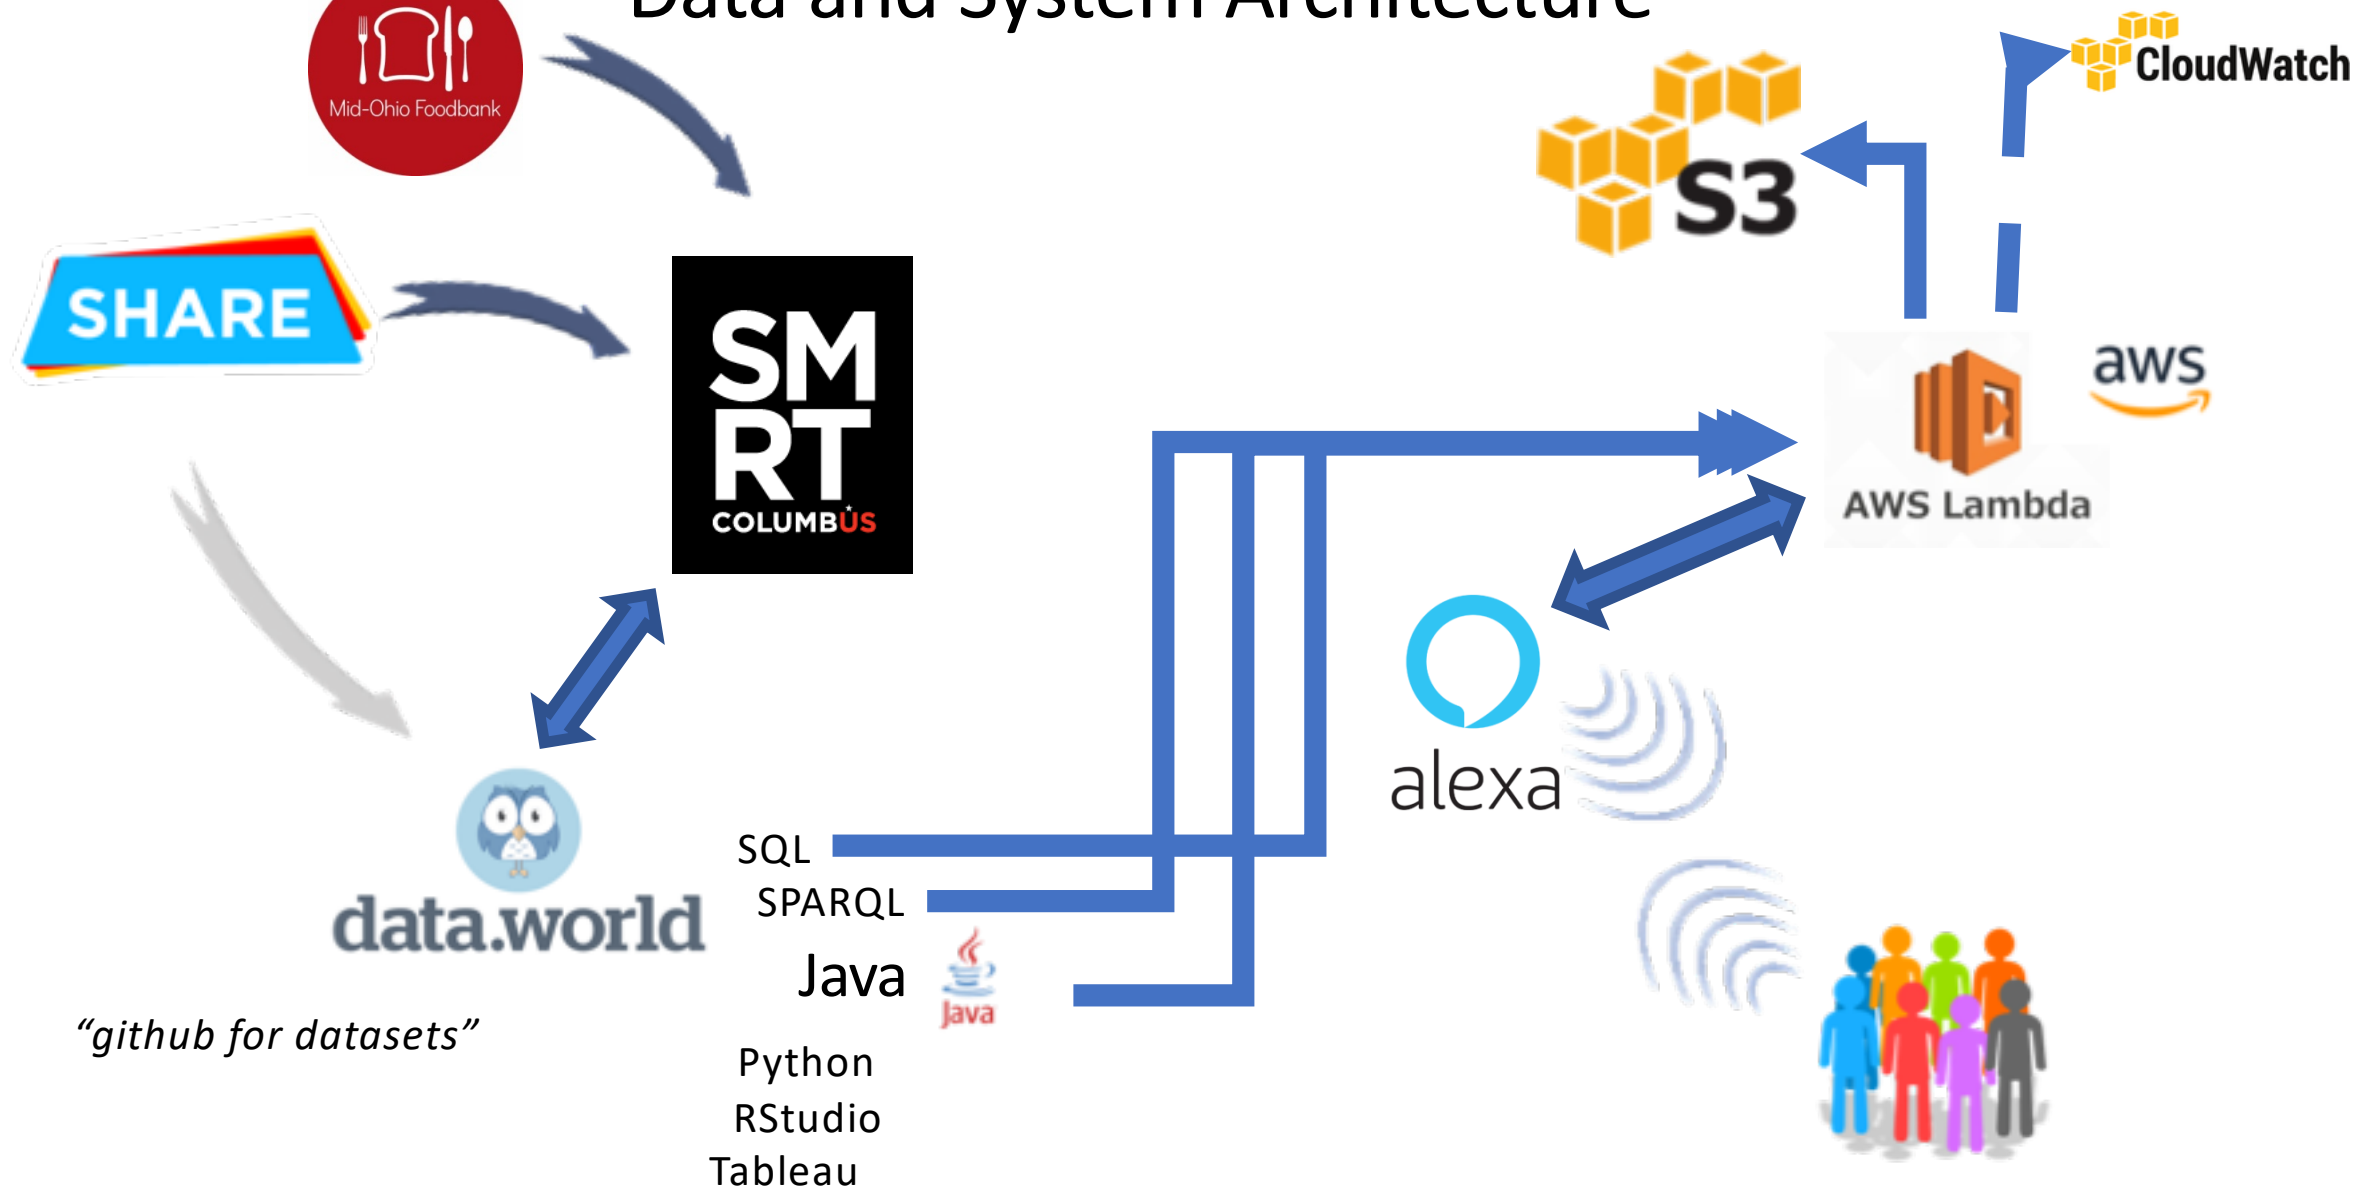 Data and System Architecture
Mid-Ohio Foodbank
CloudWatch
S3
SHARE
SM
RT
COLUMBUS
aws
AWS Lambda
alexa
data.world
SQL
SPARQL
Java
Java
"github for datasets"
Python
RStudio
Tableau